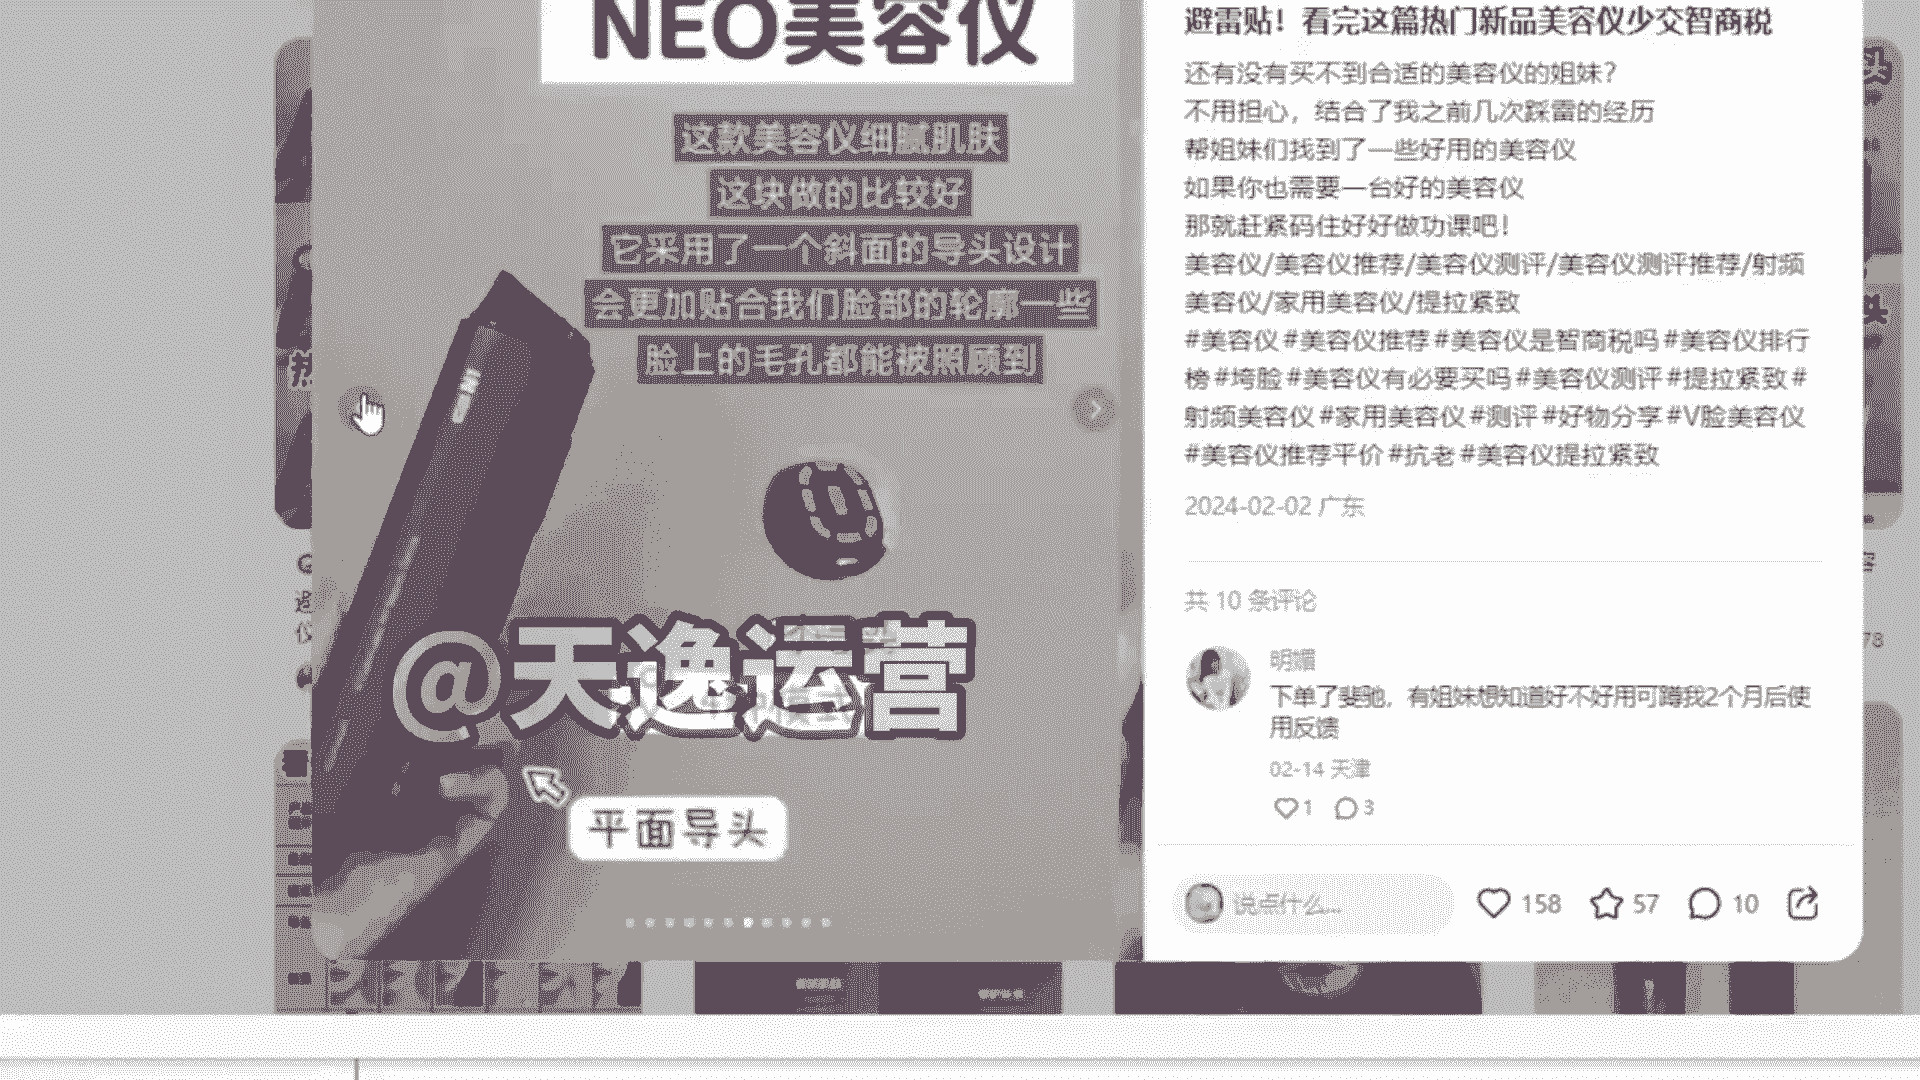 NEO美容仪
这款美容仪细腻肌肤
这块做的比较好
它采用了一个斜面的导头设计
会更加贴合我们脸部的轮廓一些
脸上的毛孔都能被照顾到
@天逸运营
平面导头
避雷贴！看完这篇热门新品美容仪少交智商税
还有没有买不到合适的美容仪的姐妹？
不用担心，结合了我之前几次踩雷的经历
帮姐妹们找到了一些好用的美容仪
如果你也需要一台好的美容仪
那就赶紧码住好好做功课吧！
美容仪/美容仪推荐/美容仪测评/美容仪测评推荐/射频
美容仪/家用美容仪/提拉紧致
#美容仪#美容仪推荐#美容仪是智商税吗#美容仪排行
榜#垮脸#美容仪有必要买吗#美容仪测评#提拉紧致#
射频美容仪#家用美容仪#测评#好物分享#V脸美容仪
#美容仪推荐平价#抗老#美容仪提拉紧致
2024-02-02 广东
共 10 条评论
明媚
下单了斐驰，有姐妹想知道好不好用可蹲我2个月后使
用反馈
02-14 天津
1 3
说点什么...
158 57 10